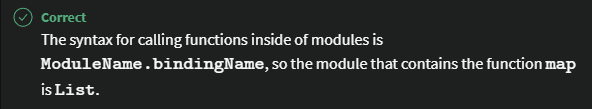 Correct
The syntax for calling functions inside of modules is
ModuleName.bindingName, so the module that contains the function map
is List.